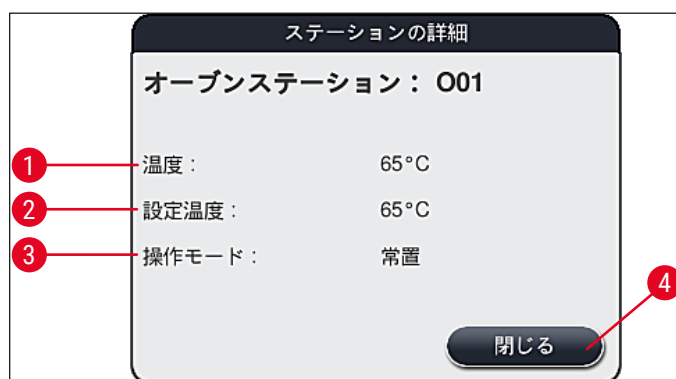 ステーションの詳細
オーブンステーション： O01
1 温度： 65°C
2 設定温度： 65°C
3 操作モード： 常置
4
閉じる